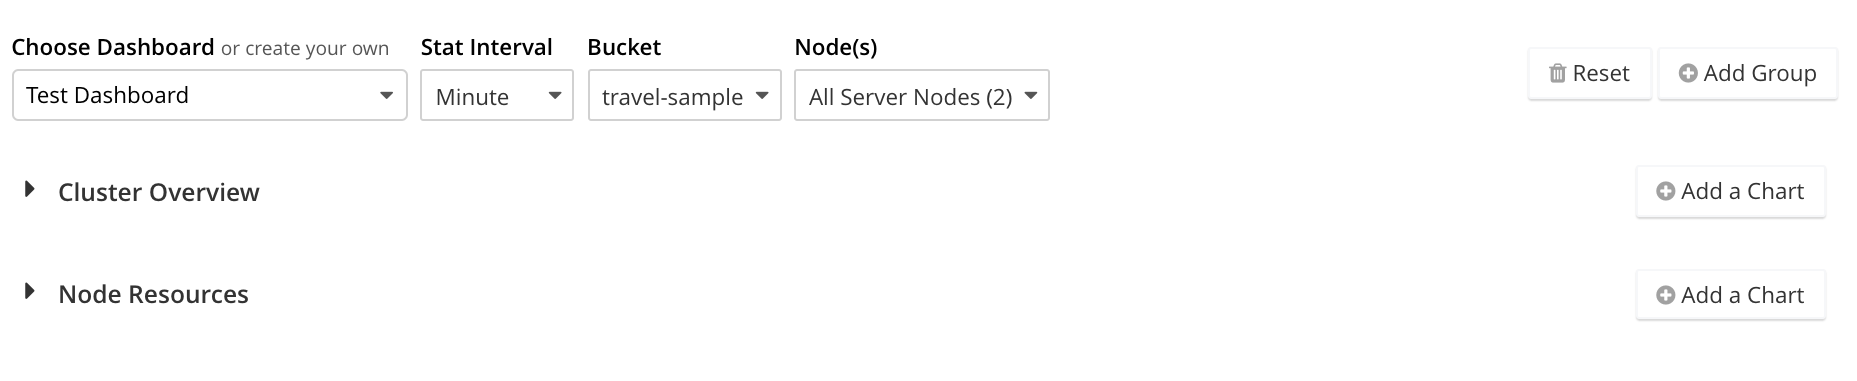 Choose Dashboard or create your own Stat Interval Bucket Node(s)
Test Dashboard Minute travel-sample All Server Nodes (2) Reset Add Group
Cluster Overview Add a Chart
Node Resources Add a Chart